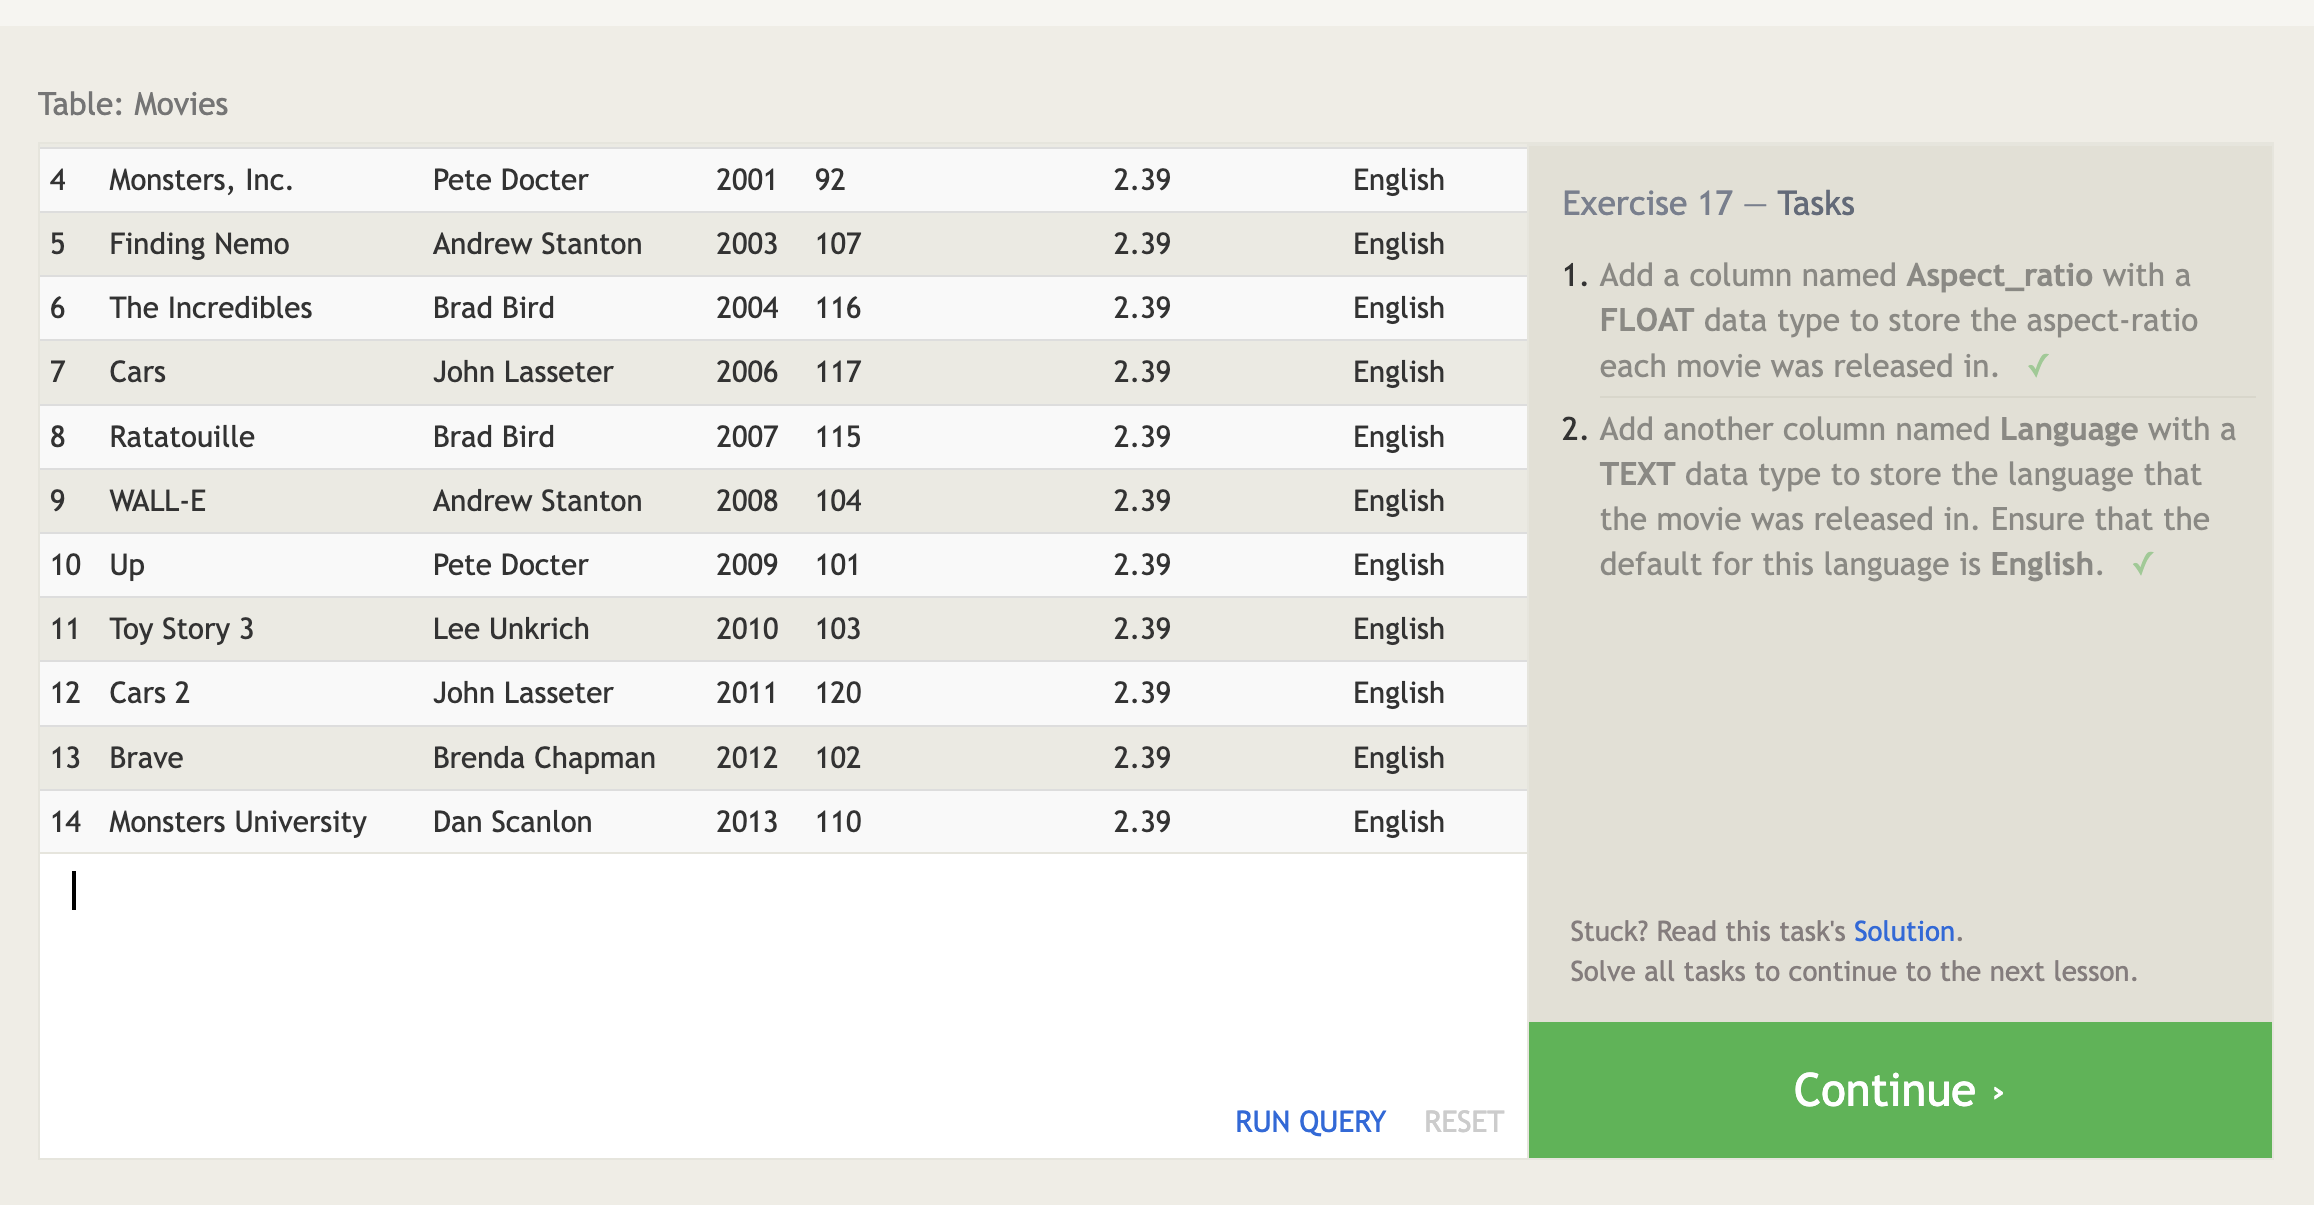 Table: Movies
4 Monsters, Inc. Pete Docter 2001 92 2.39 English
5 Finding Nemo Andrew Stanton 2003 107 2.39 English
6 The Incredibles Brad Bird 2004 116 2.39 English
7 Cars John Lasseter 2006 117 2.39 English
8 Ratatouille Brad Bird 2007 115 2.39 English
9 WALL-E Andrew Stanton 2008 104 2.39 English
10 Up Pete Docter 2009 101 2.39 English
11 Toy Story 3 Lee Unkrich 2010 103 2.39 English
12 Cars 2 John Lasseter 2011 120 2.39 English
13 Brave Brenda Chapman 2012 102 2.39 English
14 Monsters University Dan Scanlon 2013 110 2.39 English
RUN QUERY RESET
Exercise 17 — Tasks
1. Add a column named Aspect_ratio with a
FLOAT data type to store the aspect-ratio
each movie was released in. ✓
2. Add another column named Language with a
TEXT data type to store the language that
the movie was released in. Ensure that the
default for this language is English. ✓
Stuck? Read this task's Solution.
Solve all tasks to continue to the next lesson.
Continue ›